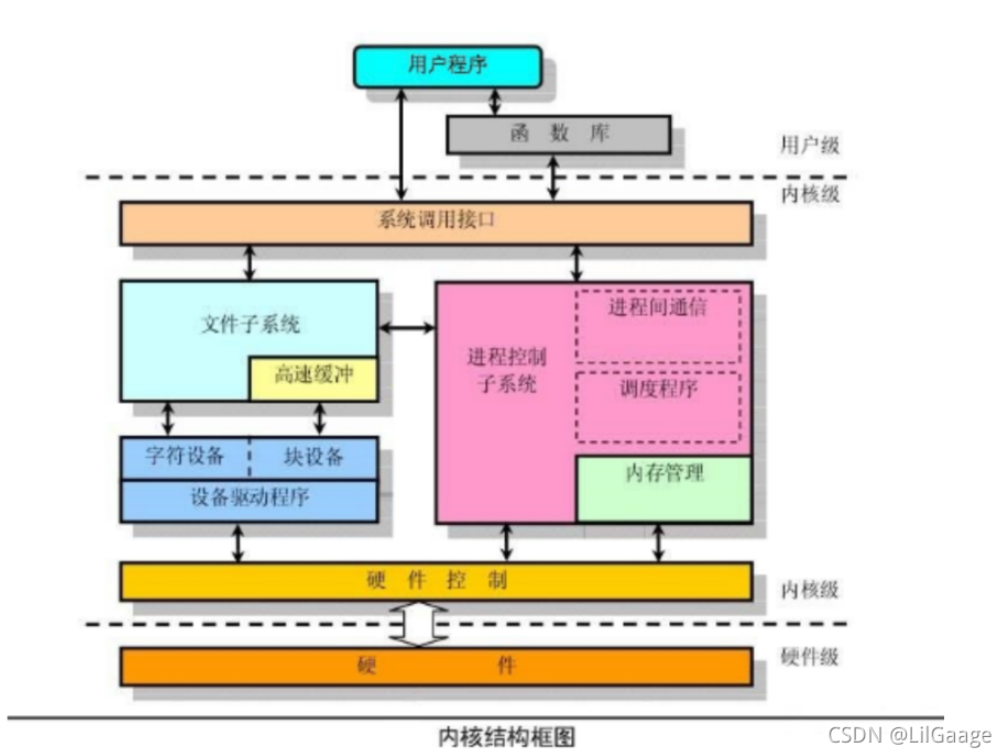 用户程序
函 数 库
用户级
内核级
系统调用接口
文件子系统
高速缓冲
进程控制
子系统
进程间通信
调度程序
内存管理
字符设备
块设备
设备驱动程序
硬 件 控 制
内核级
硬 件
硬件级
内核结构框图
CSDN @LilGaage